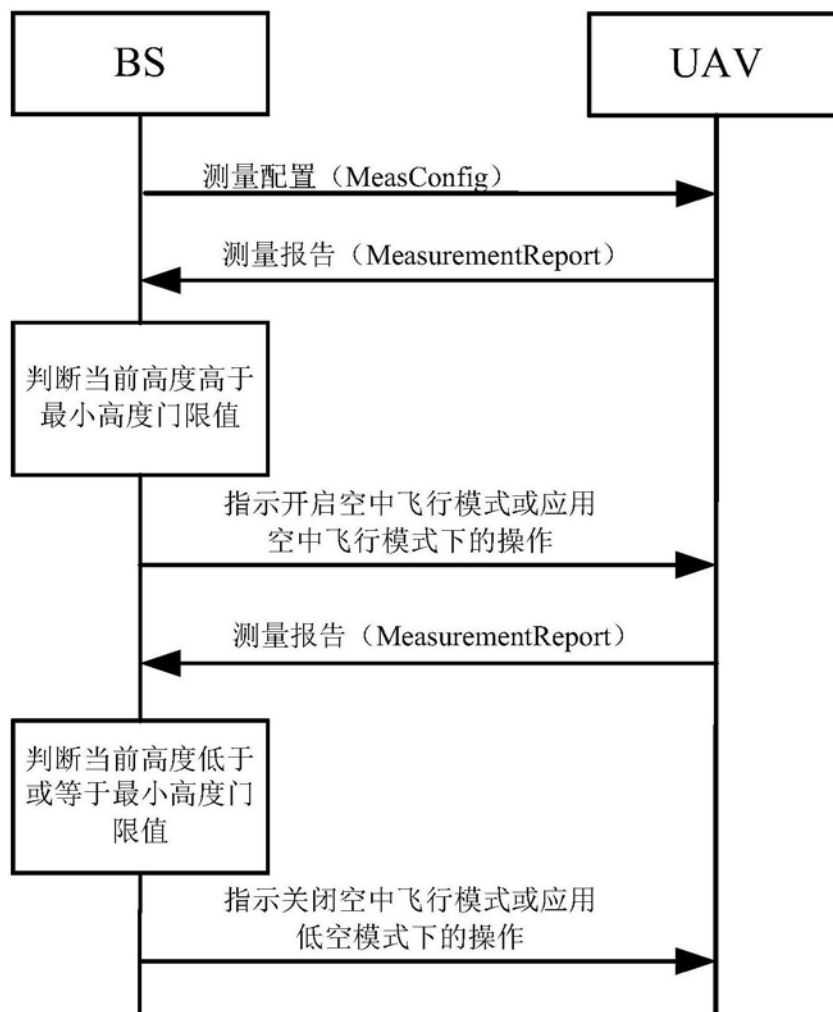 BS
UAV
测量配置（MeasConfig）
测量报告（MeasurementReport）
判断当前高度高于
最小高度门限值
指示开启空中飞行模式或应用
空中飞行模式下的操作
测量报告（MeasurementReport）
判断当前高度低于
或等于最小高度门
限值
指示关闭空中飞行模式或应用
低空模式下的操作